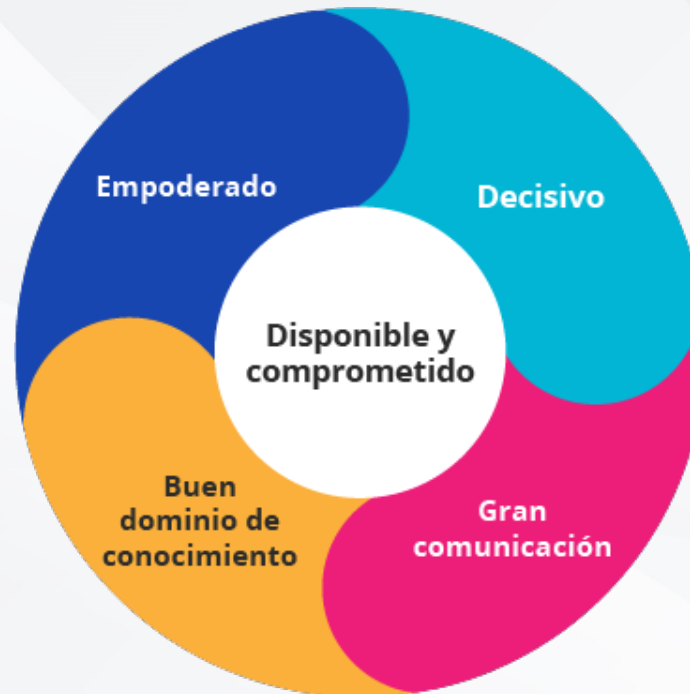 Empoderado
Decisivo
Disponible y
comprometido
Buen
dominio de
conocimiento
Gran
comunicación